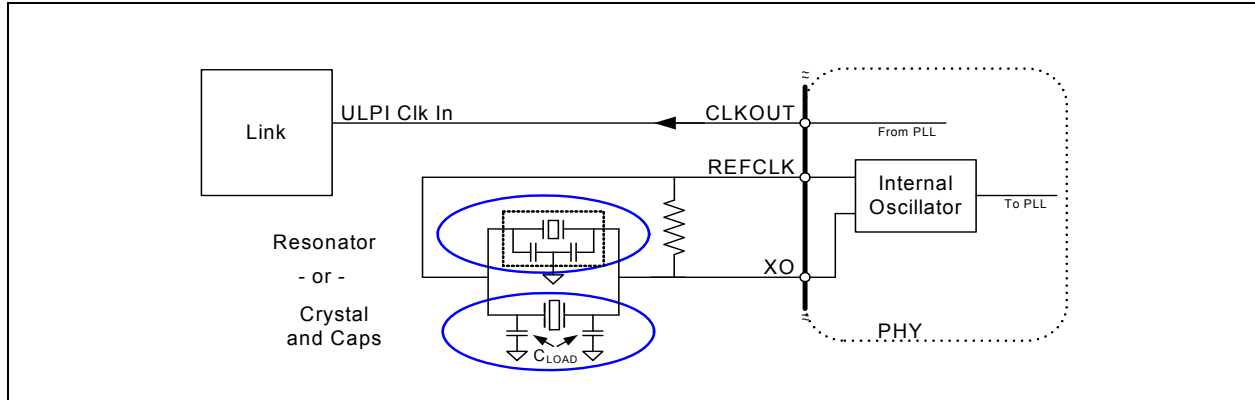 ULPI Clk In
CLKOUT
Link
From PLL
REFCLK
Internal
Oscillator
To PLL
Resonator
- or -
Crystal
and Caps
XO
PHY
CLOAD